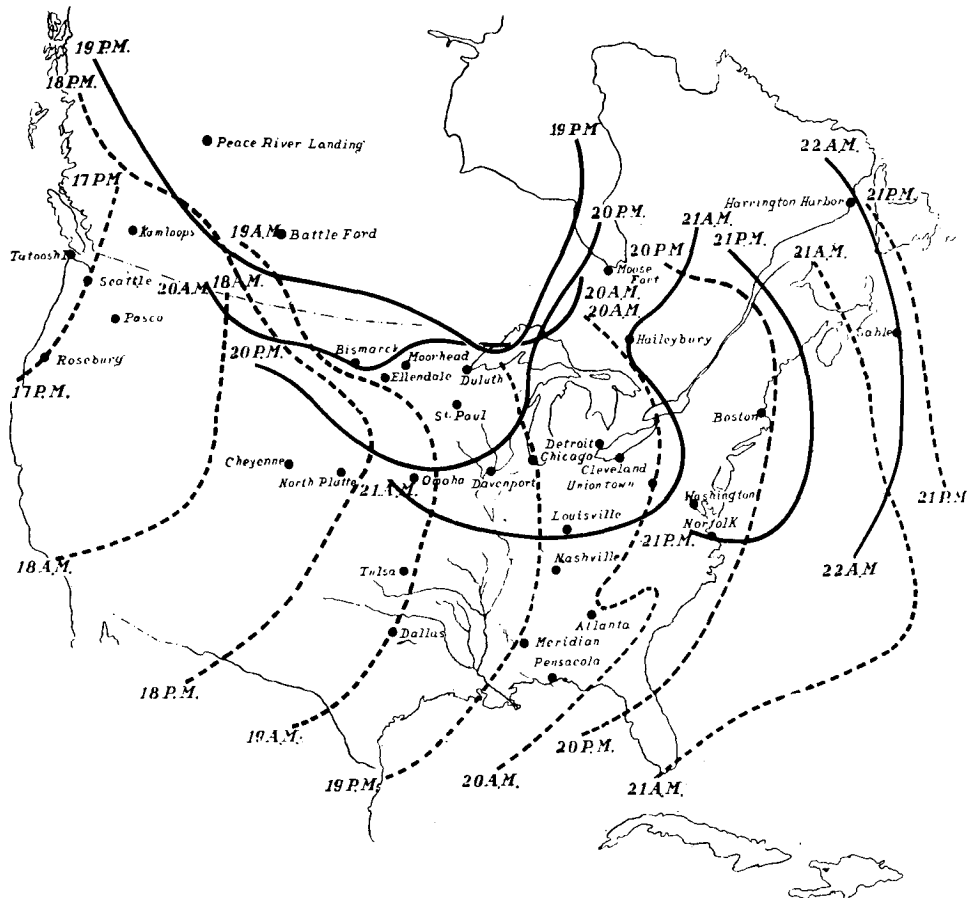 19 P.M.
18 P.M.
19 P.M
Peace River Landing
22 A.M.
17 P.M
21 P.M.
Harrington Harbor
20 P.M.
21 A.M.
Kamloops
19 A.M.
Battle Ford
21 P.M.
20 P.M
21 A.M.
Tatoosh
Moose
Fort
Seattle
20 A.M.
18 A.M.
20 A.M.
20 A.M.
Pasco
Sable
Haileybury
Bismarck
Moorhead
20 P.M.
Roseburg
Ellendale
Duluth
17 P.M.
St. Paul
Boston
Detroit
Chicago
Cheyenne
Cleveland
North Platte
Omaha
Davenport
Uniontown
21 A.M.
Washington
21 P.M
Louisville
Norfolk
21 P.M.
18 A.M.
Nashville
22 A.M
Tulsa
Atlanta
Dallas
Meridian
Pensacola
18 P.M.
19 A.M.
20 P.M.
19 P.M.
20 A.M.
21 A.M.